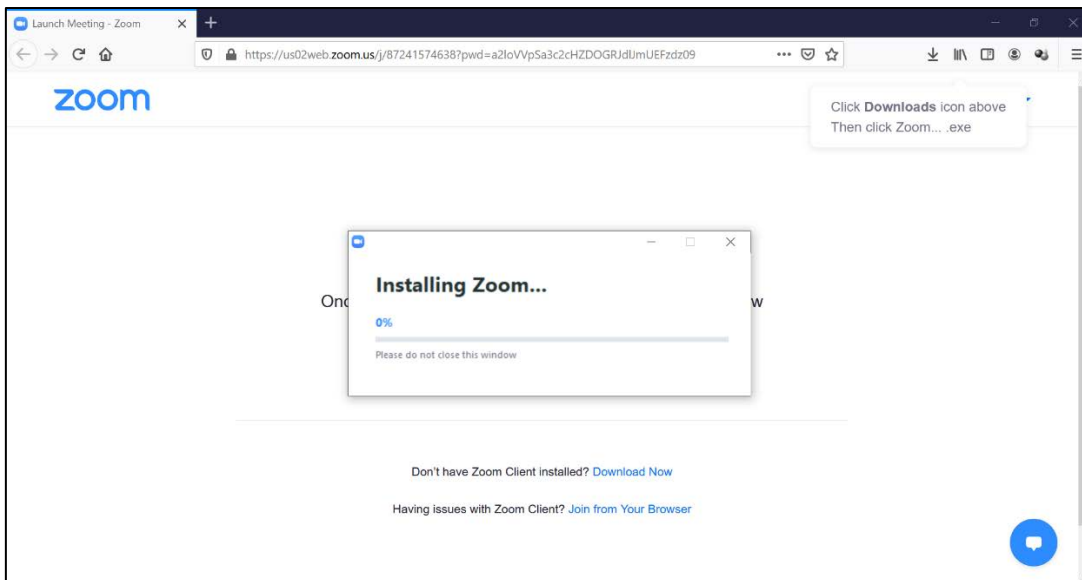 Launch Meeting - Zoom
https://us02web.zoom.us/j/87241574638?pwd=a2loVVpSa3c2cHZDOGRJdUmUEFzdz09
zoom
Click Downloads icon above
Then click Zoom... .exe
Installing Zoom...
0%
Please do not close this window
Don't have Zoom Client installed? Download Now
Having issues with Zoom Client? Join from Your Browser